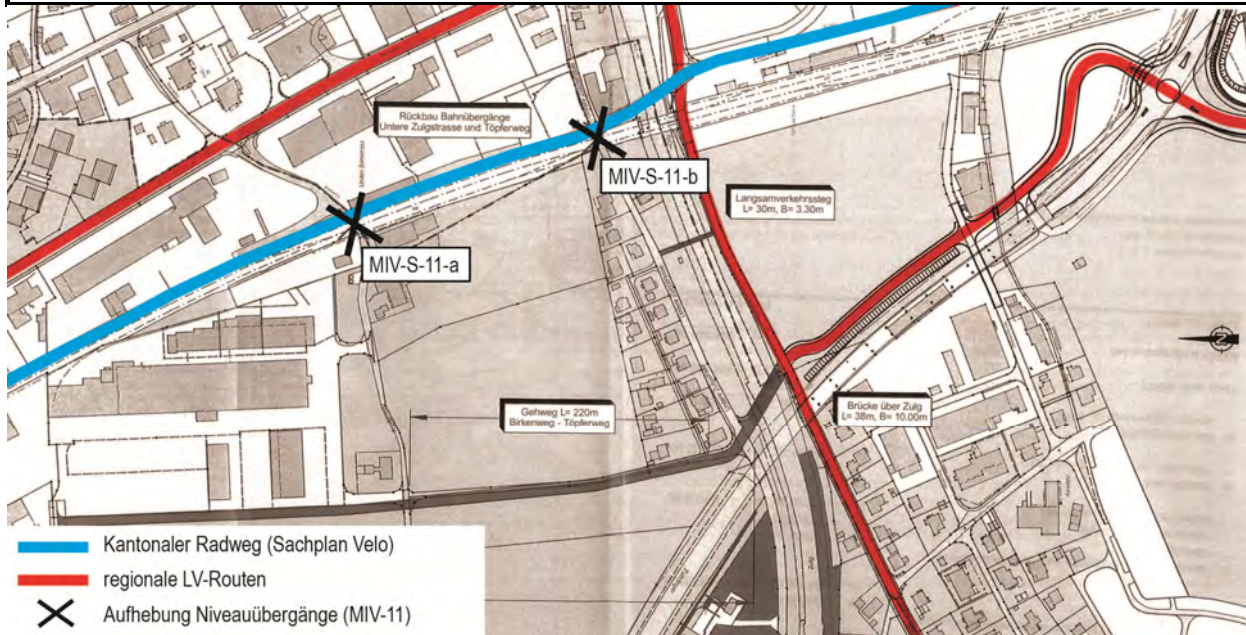 Rückbau Bahnübergänge
Untere Zulgstrasse und Töpferweg
MIV-S-11-b
MIV-S-11-a
Langsamverkehrssteg
L= 30m, B= 3.30m
Gehweg L= 220m
Birkenweg - Töpferweg
Brücke über Zulg
L= 38m, B= 10.00m
N
Kantonaler Radweg (Sachplan Velo)
regionale LV-Routen
Aufhebung Niveauübergänge (MIV-11)